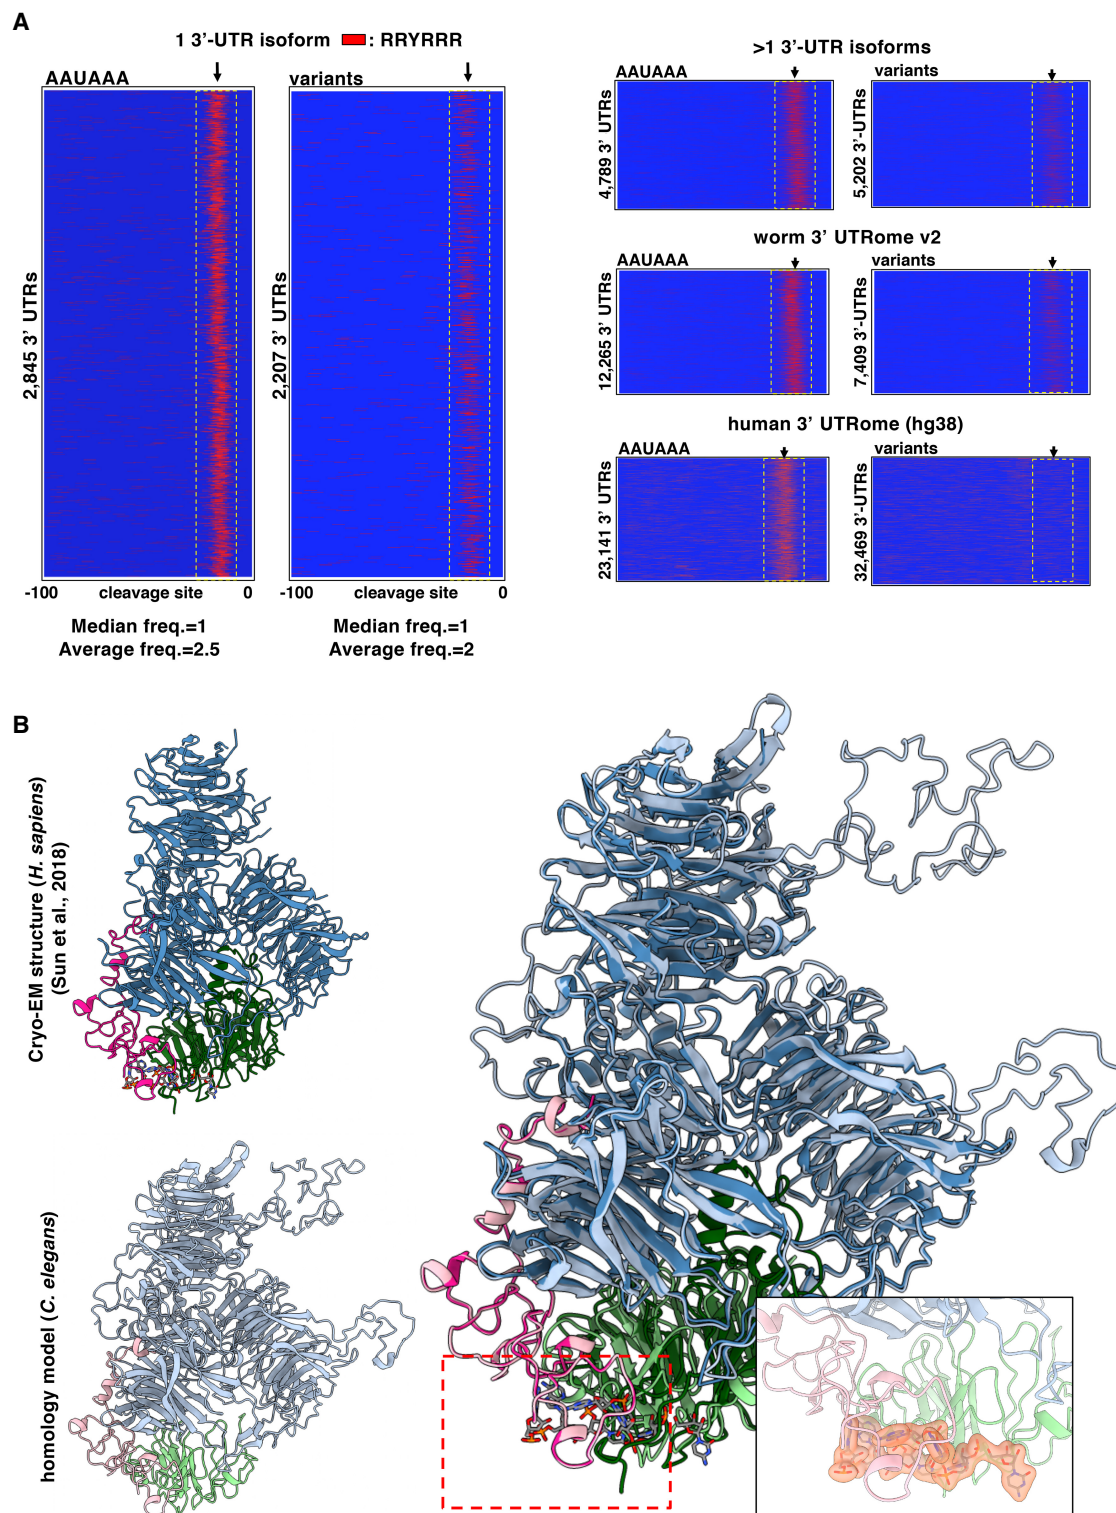 A
1 3'-UTR isoform : RRYRRR
AAUAAA
variants
2,845 3' UTRs
2,207 3' UTRs
-100 cleavage site 0
-100 cleavage site 0
Median freq.=1
Average freq.=2.5
Median freq.=1
Average freq.=2
>1 3'-UTR isoforms
AAUAAA
variants
4,789 3' UTRs
5,202 3'-UTRs
worm 3' UTRome v2
AAUAAA
variants
12,265 3' UTRs
7,409 3'-UTRs
human 3' UTRome (hg38)
AAUAAA
variants
23,141 3' UTRs
32,469 3'-UTRs
B
Cryo-EM structure (H. sapiens)
(Sun et al., 2018)
homology model (C. elegans)